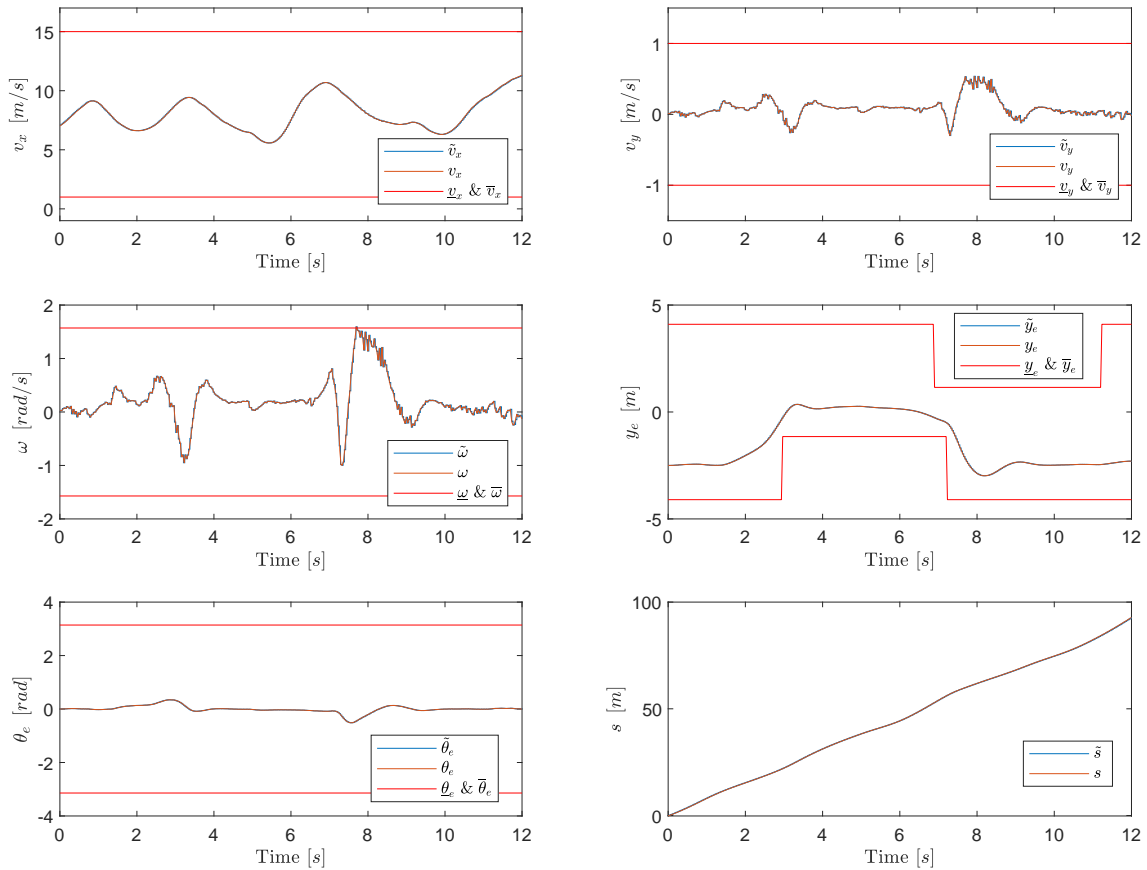 15
10
5
0
v_x [m/s]
ṽ_x
v_x
v̲_x & v̅_x
0 2 4 6 8 10 12
Time [s]
1
0
-1
v_y [m/s]
ṽ_y
v_y
v̲_y & v̅_y
0 2 4 6 8 10 12
Time [s]
2
1
0
-1
-2
ω [rad/s]
ω̃
ω
ω̲ & ω̅
0 2 4 6 8 10 12
Time [s]
5
0
-5
y_e [m]
ỹ_e
y_e
y̲_e & y̅_e
0 2 4 6 8 10 12
Time [s]
4
2
0
-2
-4
θ_e [rad]
θ̃_e
θ_e
θ̲_e & θ̅_e
0 2 4 6 8 10 12
Time [s]
100
50
0
s [m]
s̃
s
0 2 4 6 8 10 12
Time [s]